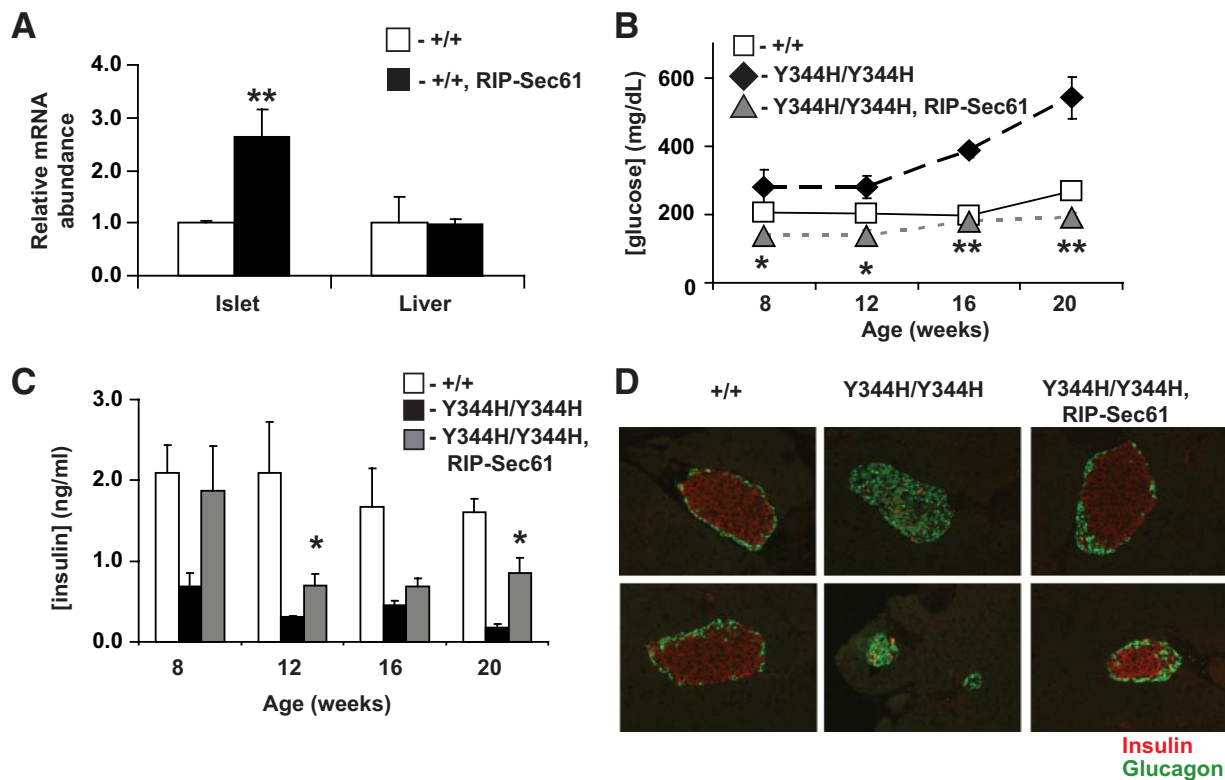 A
- +/+
- +/+, RIP-Sec61
Relative mRNA
abundance
4.0
**
3.0
2.0
1.0
0.0
Islet
Liver
B
- +/+
- Y344H/Y344H
- Y344H/Y344H, RIP-Sec61
[glucose] (mg/dL)
600
400
200
0
*
*
**
**
8
12
16
20
Age (weeks)
C
- +/+
- Y344H/Y344H
- Y344H/Y344H,
RIP-Sec61
[insulin] (ng/ml)
3.0
2.0
1.0
0.0
*
*
8
12
16
20
Age (weeks)
D
+/+
Y344H/Y344H
Y344H/Y344H,
RIP-Sec61
Insulin
Glucagon